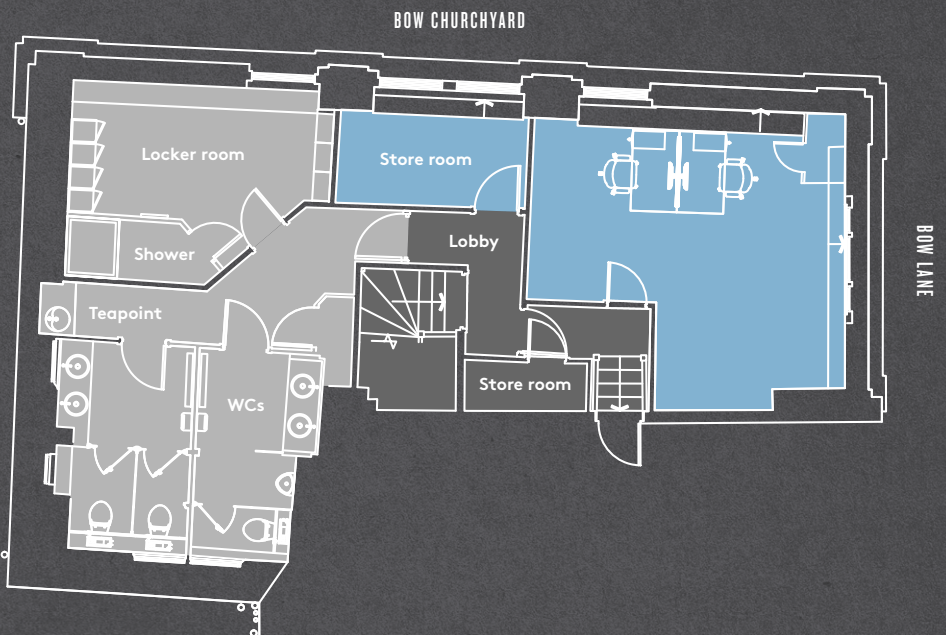 BOW CHURCHYARD
Locker room
Store room
Lobby
BOW LANE
Shower
Teapoint
Store room
WCs